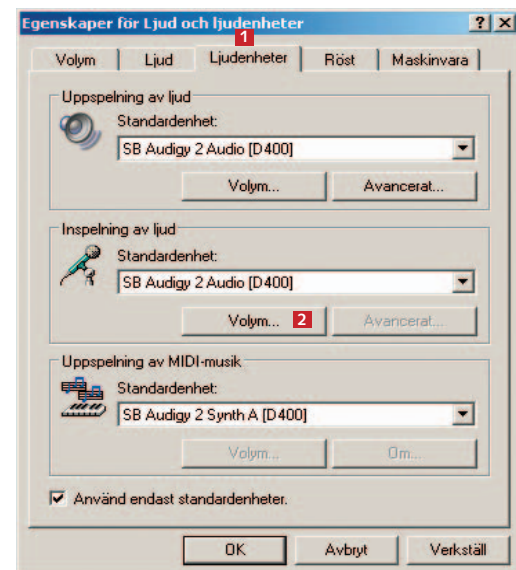 Egenskaper för Ljud och ljudenheter
1
Volym Ljud Ljudenheter Röst Maskinvara
Uppspelning av ljud
Standardenhet:
SB Audigy 2 Audio [D400]
Volym... Avancerat...
Inspelning av ljud
Standardenhet:
SB Audigy 2 Audio [D400]
Volym... 2 Avancerat...
Uppspelning av MIDI-musik
Standardenhet:
SB Audigy 2 Synth A [D400]
Volym... Om...
Använd endast standardenheter.
OK Avbryt Verkställ